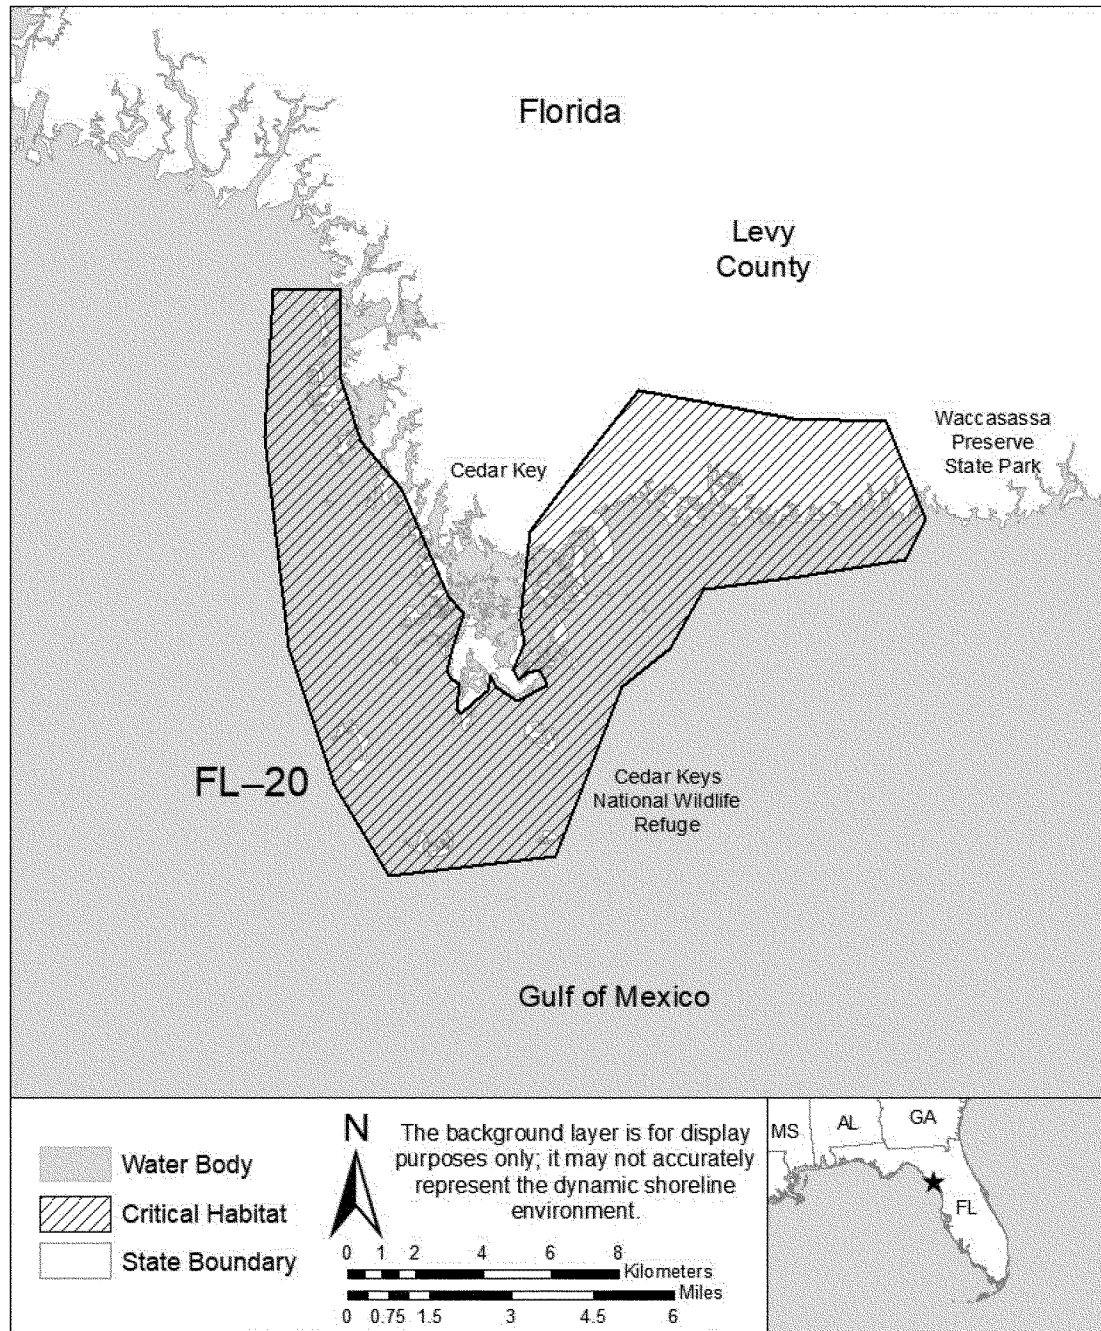 Florida
Levy
County
Waccasassa
Preserve
State Park
Cedar Key
FL–20
Cedar Keys
National Wildlife
Refuge
Gulf of Mexico
Water Body
Critical Habitat
State Boundary
N
The background layer is for display
purposes only; it may not accurately
represent the dynamic shoreline
environment.
0 1 2 4 6 8
Kilometers
Miles
0 0.75 1.5 3 4.5 6
MS AL GA
FL